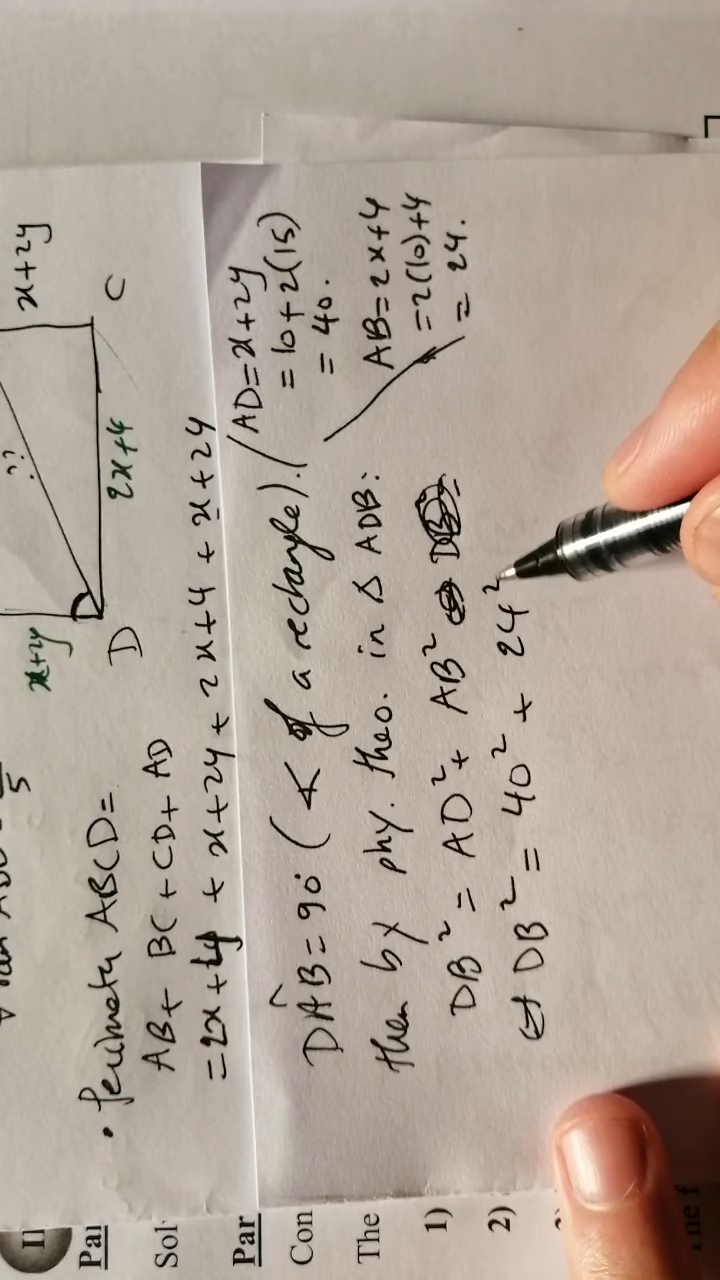 x+2y
C
??
2x+4
x+2y
D
5
• Perimeter ABCD=
AB+ BC+CD+ AD
=2x+4 + x+2y + 2x+4 + x+2y
DÂB=90° (∢ of a rectangle).
AD=x+2y
=10+2(15)
= 40.
then by phy. theo. in Δ ADB:
AB=2x+4
=2(10)+4
= 24.
DB² = AD² + AB²
DB² = 40² + 24²
II
Par
Sol
Par
Con
The
1)
2)